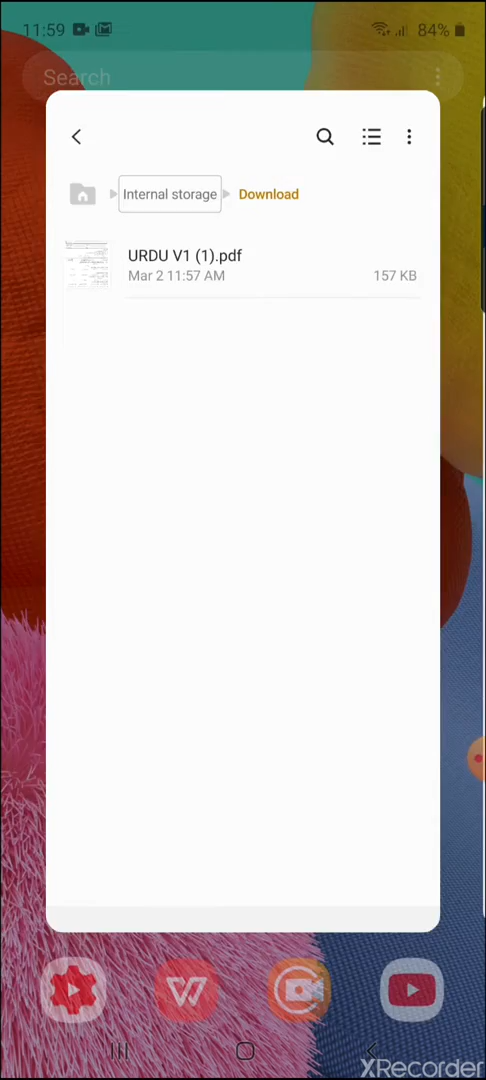 11:59
84%
Search
Internal storage
Download
URDU V1 (1).pdf
Mar 2 11:57 AM
157 KB
XRecorder